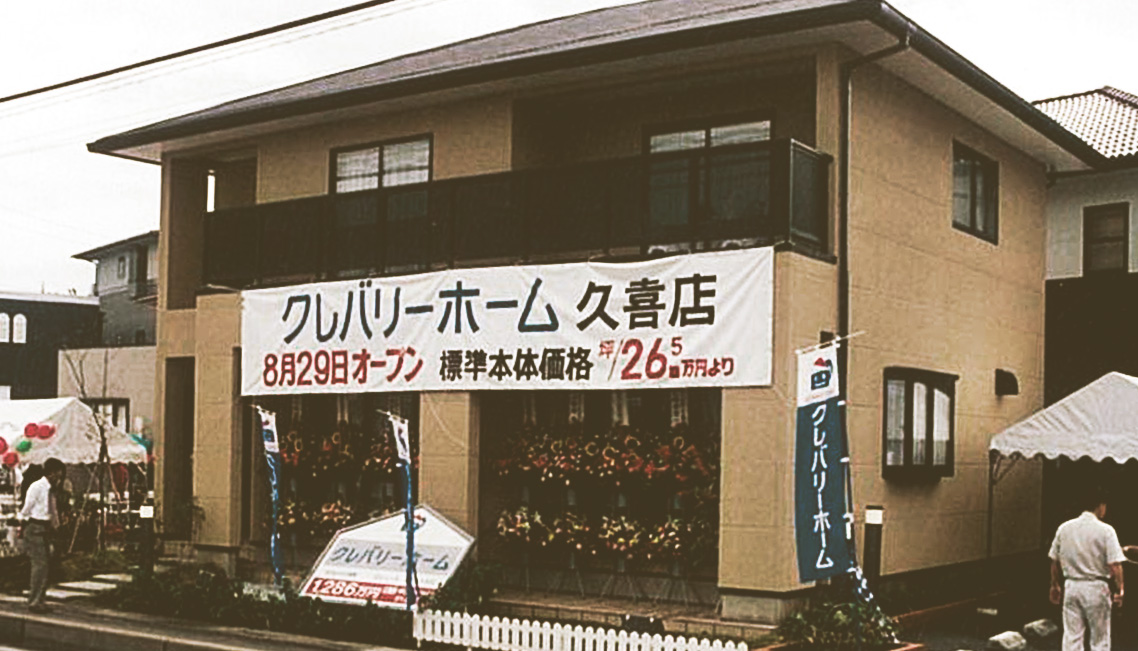 クレバリーホーム 久喜店
8月29日オープン 標準本体価格 坪/26.5万円より
クレバリーホーム
クレバリーホーム
1286万円